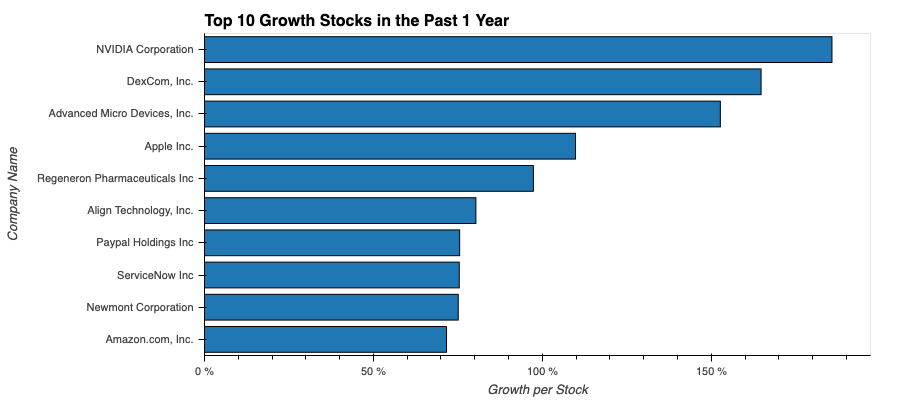 Top 10 Growth Stocks in the Past 1 Year
Company Name
NVIDIA Corporation
DexCom, Inc.
Advanced Micro Devices, Inc.
Apple Inc.
Regeneron Pharmaceuticals Inc
Align Technology, Inc.
Paypal Holdings Inc
ServiceNow Inc
Newmont Corporation
Amazon.com, Inc.
0 % 50 % 100 % 150 %
Growth per Stock